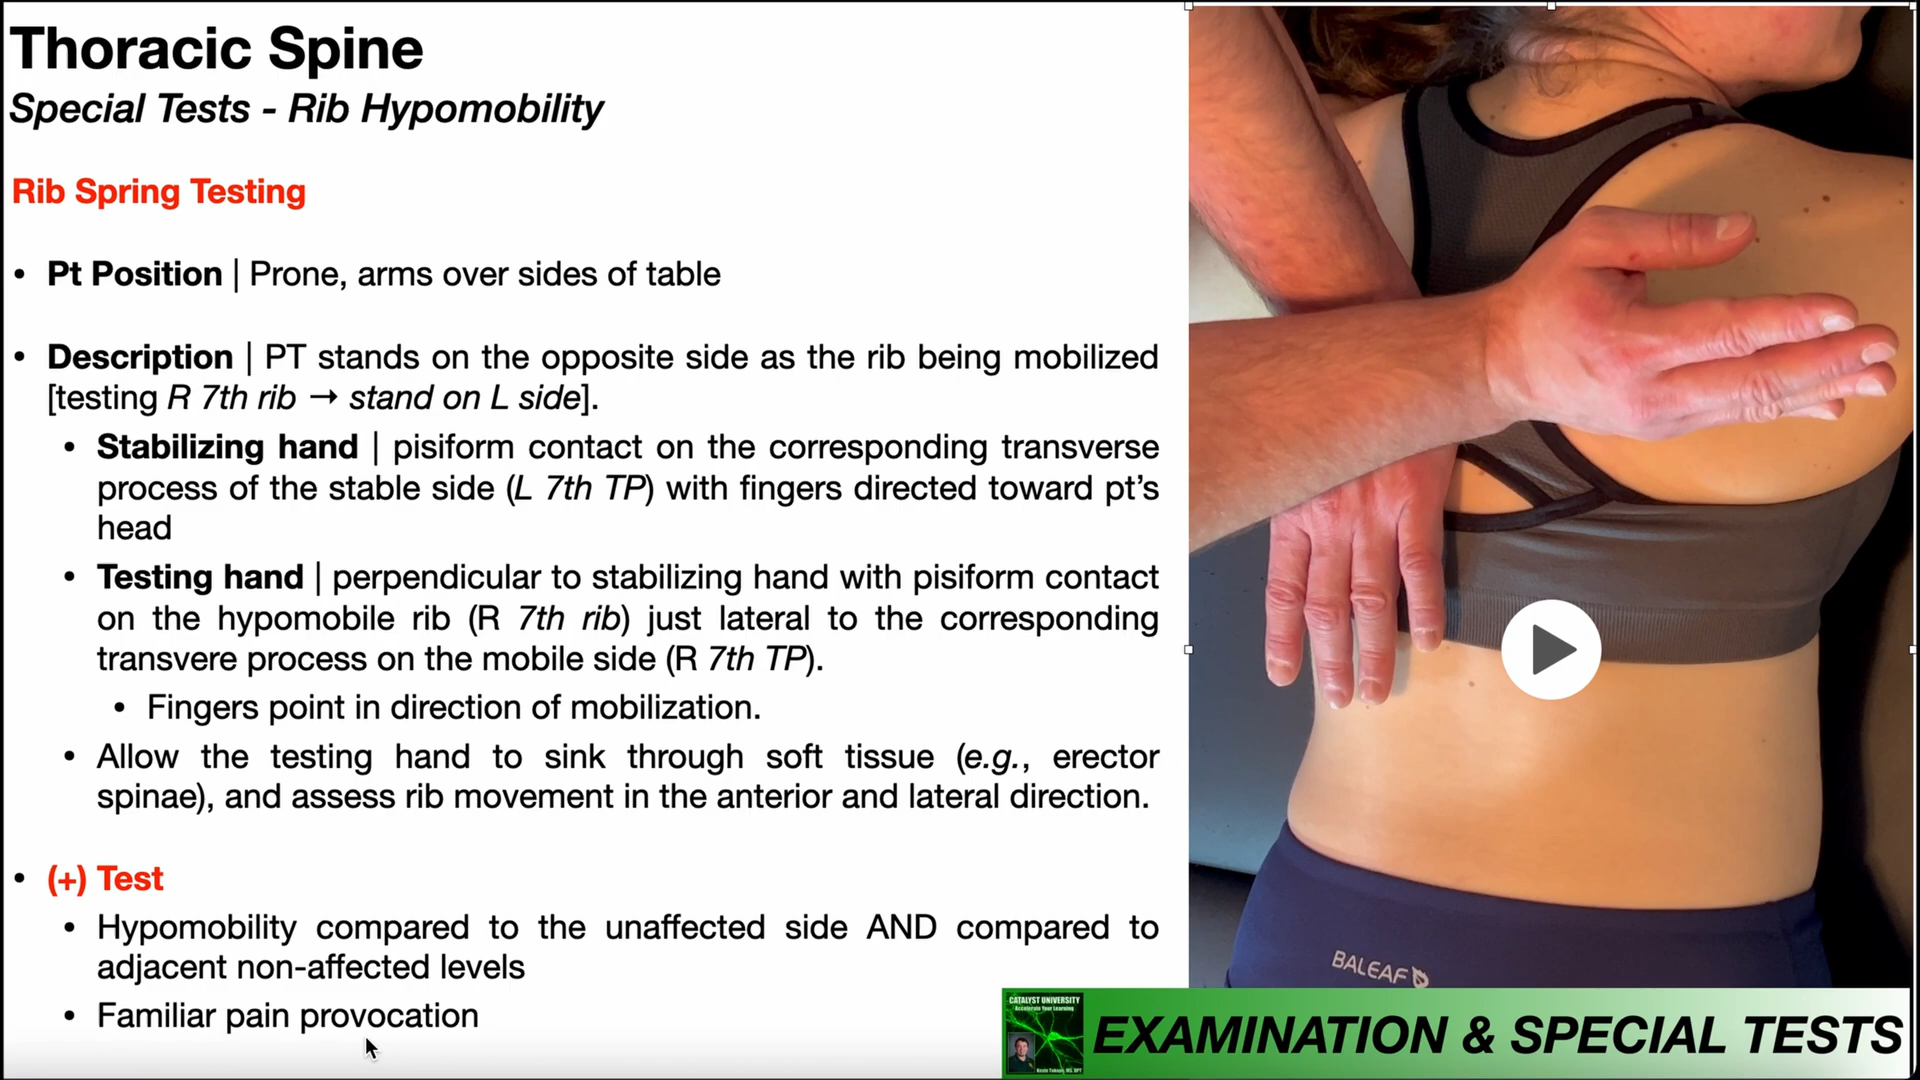 Thoracic Spine
Special Tests - Rib Hypomobility
Rib Spring Testing
• Pt Position | Prone, arms over sides of table
• Description | PT stands on the opposite side as the rib being mobilized
[testing R 7th rib → stand on L side].
• Stabilizing hand | pisiform contact on the corresponding transverse
process of the stable side (L 7th TP) with fingers directed toward pt's
head
• Testing hand | perpendicular to stabilizing hand with pisiform contact
on the hypomobile rib (R 7th rib) just lateral to the corresponding
transvere process on the mobile side (R 7th TP).
• Fingers point in direction of mobilization.
• Allow the testing hand to sink through soft tissue (e.g., erector
spinae), and assess rib movement in the anterior and lateral direction.
• (+) Test
• Hypomobility compared to the unaffected side AND compared to
adjacent non-affected levels
• Familiar pain provocation
BALEAF
CATALYST UNIVERSITY
Accelerate Your Learning
Kevin Tokoph, MS, DPT
EXAMINATION & SPECIAL TESTS